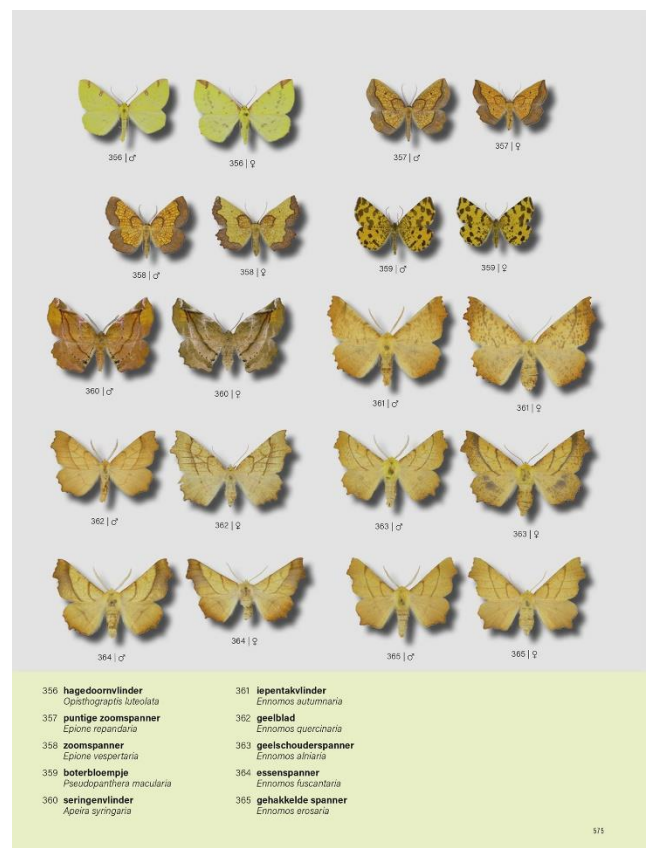 356 | ♂
356 | ♀
357 | ♂
357 | ♀
358 | ♂
358 | ♀
359 | ♂
359 | ♀
360 | ♂
360 | ♀
361 | ♂
361 | ♀
362 | ♂
362 | ♀
363 | ♂
363 | ♀
364 | ♂
364 | ♀
365 | ♂
365 | ♀
356 hagedoornvlinder
Opisthograptis luteolata
357 puntige zoomspanner
Epione repandaria
358 zoomspanner
Epione vespertaria
359 boterbloempje
Pseudopanthera macularia
360 seringenvlinder
Apeira syringaria
361 iepentakvlinder
Ennomos autumnaria
362 geelblad
Ennomos quercinaria
363 geelschouderspanner
Ennomos alniaria
364 essenspanner
Ennomos fuscantaria
365 gehakkelde spanner
Ennomos erosaria
575